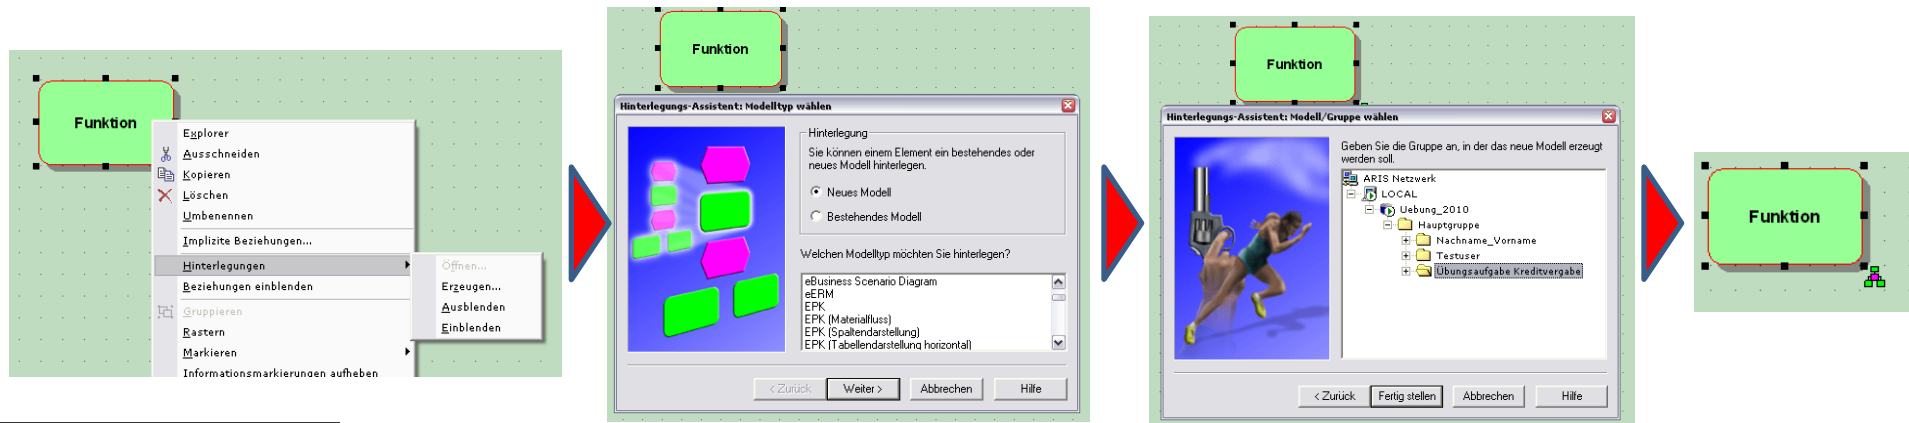 Funktion
Explorer
Ausschneiden
Kopieren
Löschen
Umbenennen
Implizite Beziehungen...
Hinterlegungen
Beziehungen einblenden
Gruppieren
Rastern
Markieren
Informationsmarkierungen aufheben
Öffnen...
Erzeugen...
Ausblenden
Einblenden
Funktion
Hinterlegungs-Assistent: Modelltyp wählen
Hinterlegung
Sie können einem Element ein bestehendes oder
neues Modell hinterlegen.
Neues Modell
Bestehendes Modell
Welchen Modelltyp möchten Sie hinterlegen?
eBusiness Scenario Diagram
eERM
EPK
EPK (Materialfluss)
EPK (Spaltendarstellung)
EPK (Tabellendarstellung horizontal)
< Zurück
Weiter >
Abbrechen
Hilfe
Funktion
Hinterlegungs-Assistent: Modell/Gruppe wählen
Geben Sie die Gruppe an, in der das neue Modell erzeugt
werden soll.
ARIS Netzwerk
LOCAL
Uebung_2010
Hauptgruppe
Nachname_Vorname
Testuser
Übungsaufgabe Kreditvergabe
< Zurück
Fertig stellen
Abbrechen
Hilfe
Funktion